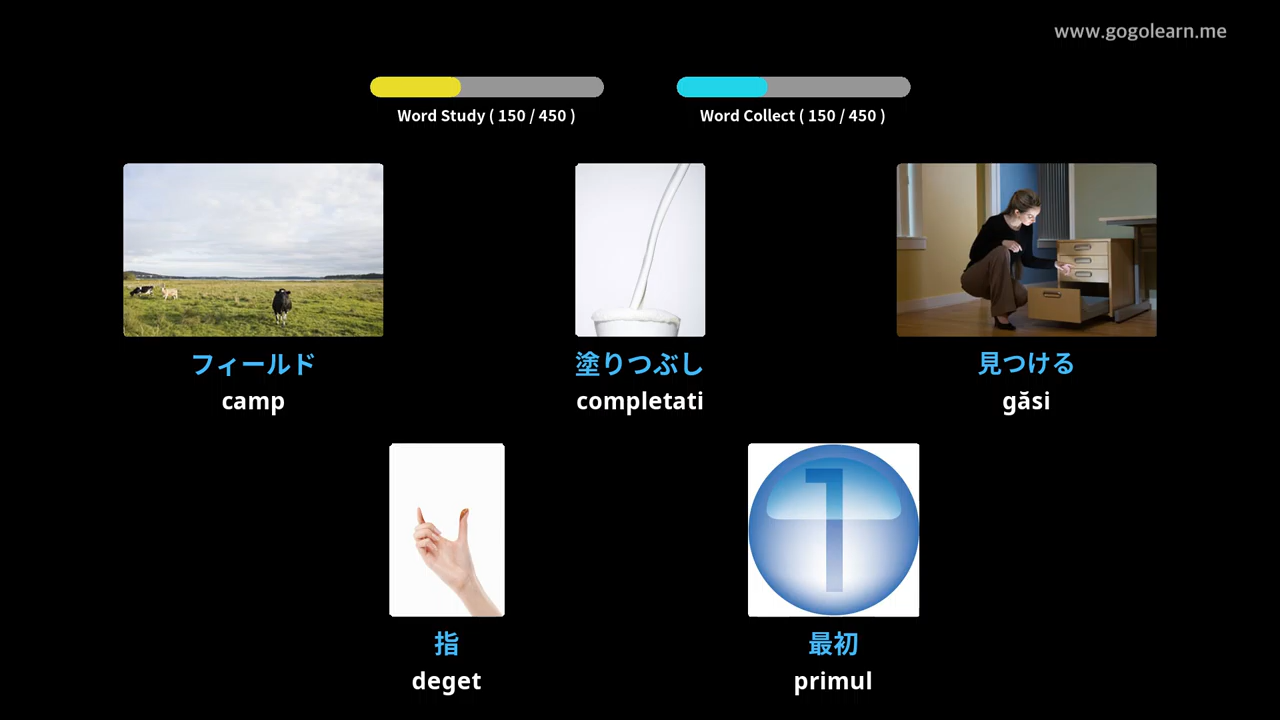 www.gogolearn.me
Word Study ( 150 / 450 )
Word Collect ( 150 / 450 )
フィールド
camp
塗りつぶし
completati
見つける
găsi
指
deget
1
最初
primul